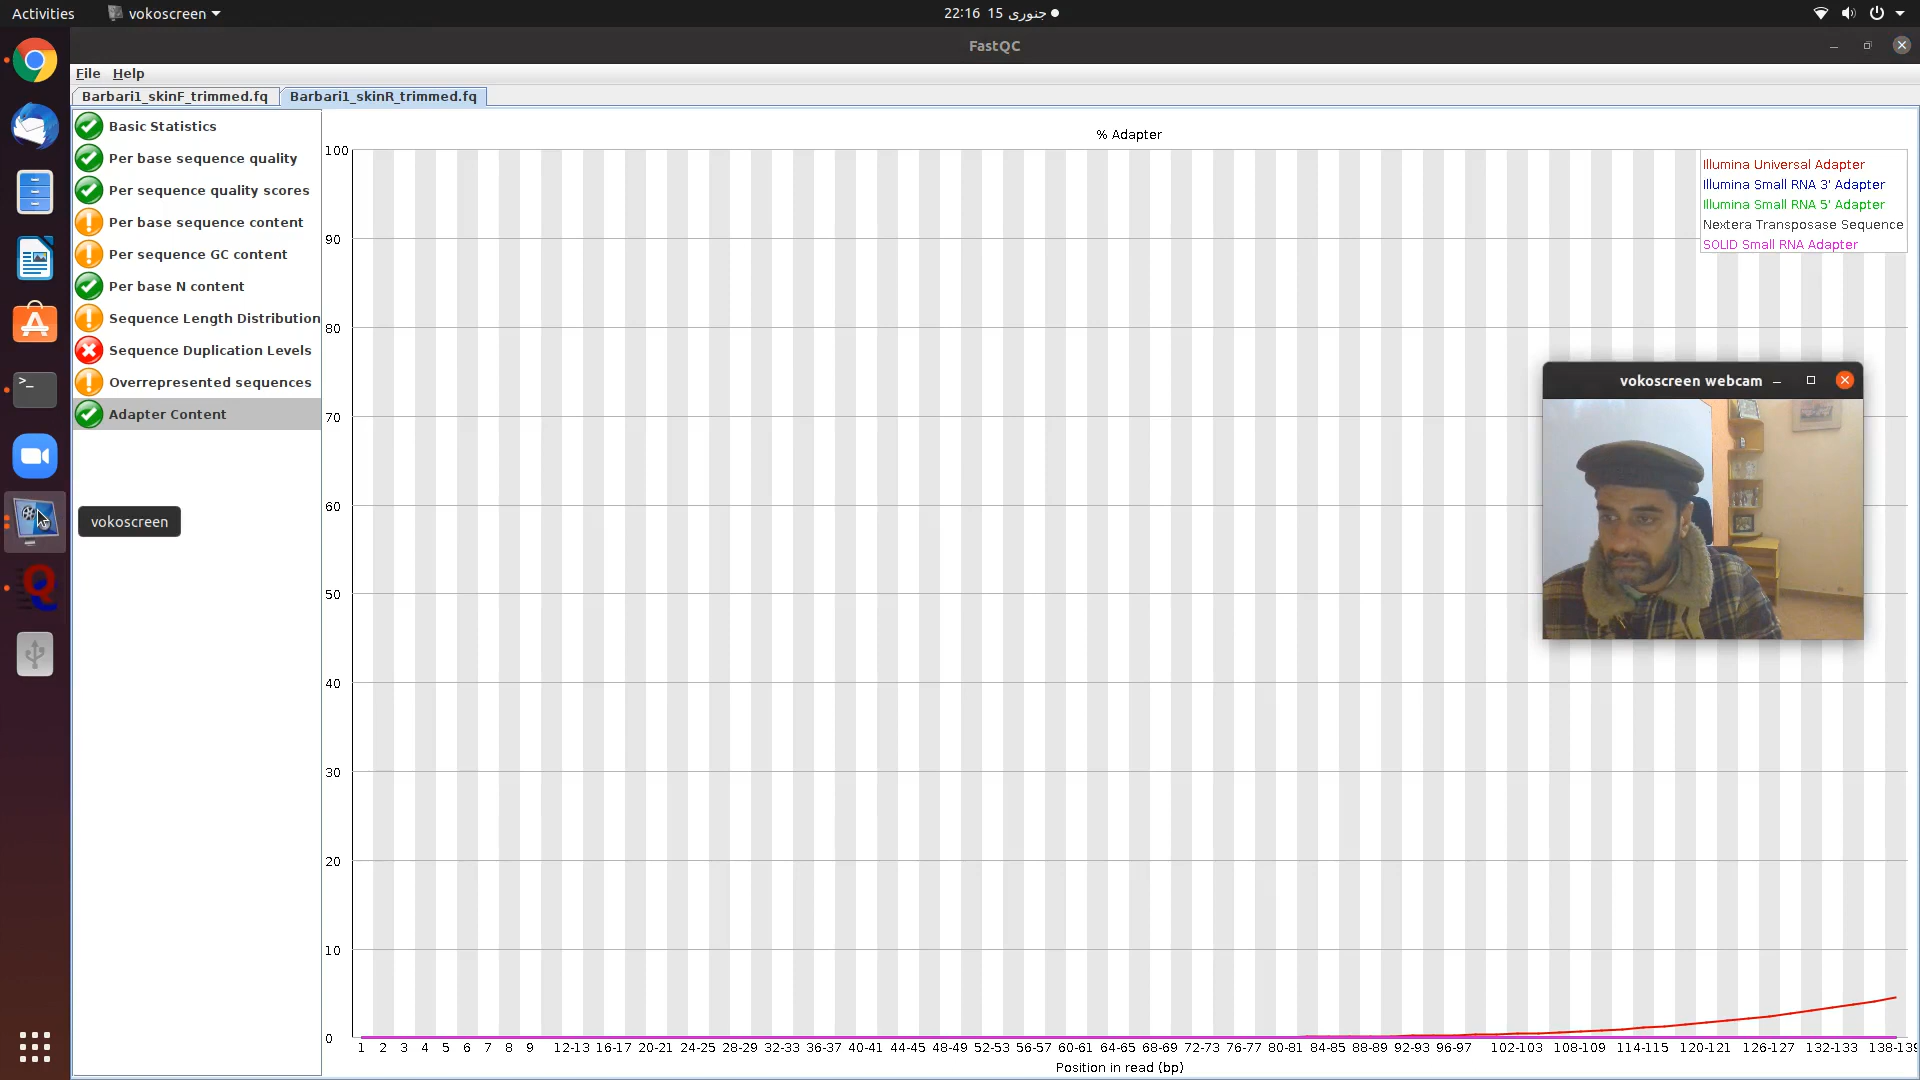 Activities
vokoscreen
22:16 15 جنوری
FastQC
File Help
Barbari1_skinF_trimmed.fq
Barbari1_skinR_trimmed.fq
Basic Statistics
Per base sequence quality
Per sequence quality scores
Per base sequence content
Per sequence GC content
Per base N content
Sequence Length Distribution
Sequence Duplication Levels
Overrepresented sequences
Adapter Content
vokoscreen
% Adapter
Illumina Universal Adapter
Illumina Small RNA 3' Adapter
Illumina Small RNA 5' Adapter
Nextera Transposase Sequence
SOLID Small RNA Adapter
vokoscreen webcam
100
90
80
70
60
50
40
30
20
10
0
1 2 3 4 5 6 7 8 9 12-13 16-17 20-21 24-25 28-29 32-33 36-37 40-41 44-45 48-49 52-53 56-57 60-61 64-65 68-69 72-73 76-77 80-81 84-85 88-89 92-93 96-97 102-103 108-109 114-115 120-121 126-127 132-133 138-139
Position in read (bp)